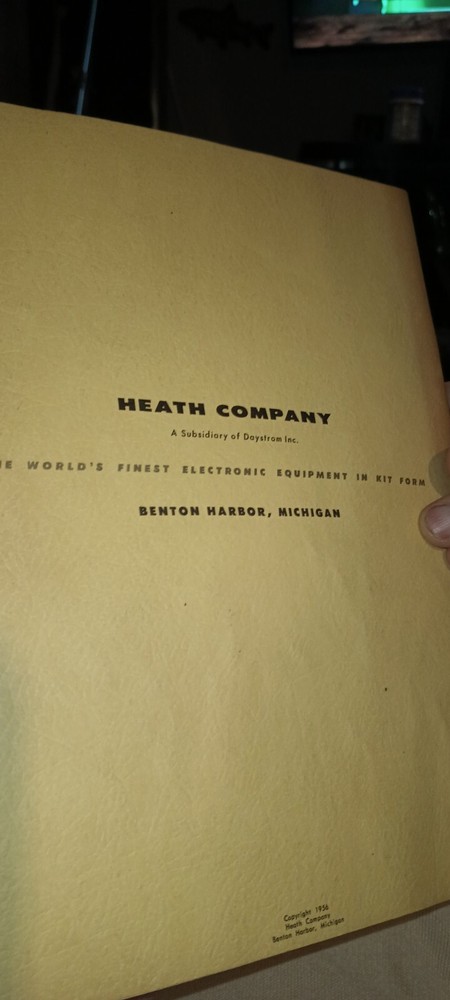 HEATH COMPANY
A Subsidiary of Daystrom Inc.
WORLD'S FINEST ELECTRONIC EQUIPMENT IN KIT FORM
BENTON HARBOR, MICHIGAN
Copyright 1956
Heath Company
Benton Harbor, Michigan